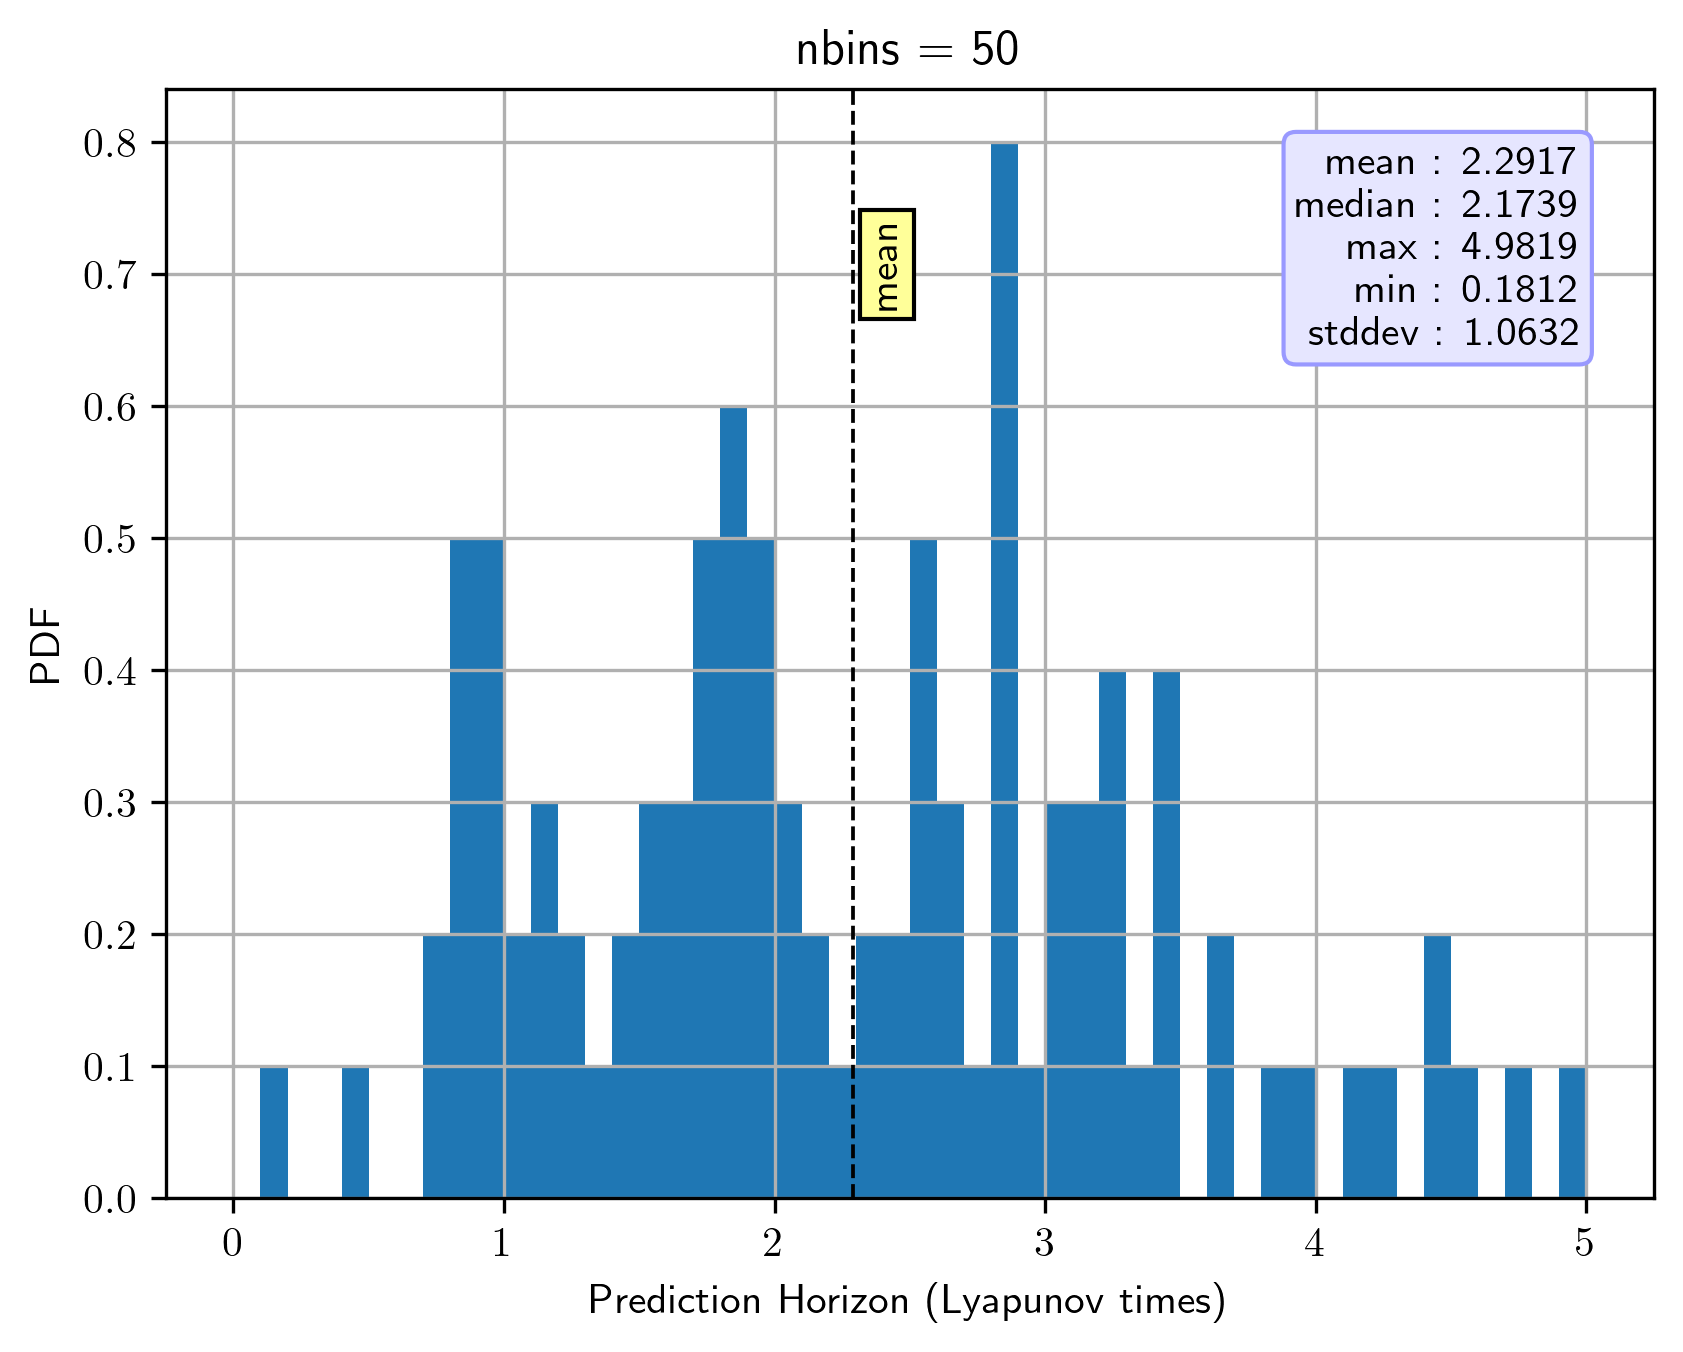 nbins = 50
0.8
0.7
0.6
0.5
0.4
0.3
0.2
0.1
0.0
PDF
mean
mean : 2.2917
median : 2.1739
max : 4.9819
min : 0.1812
stddev : 1.0632
0 1 2 3 4 5
Prediction Horizon (Lyapunov times)